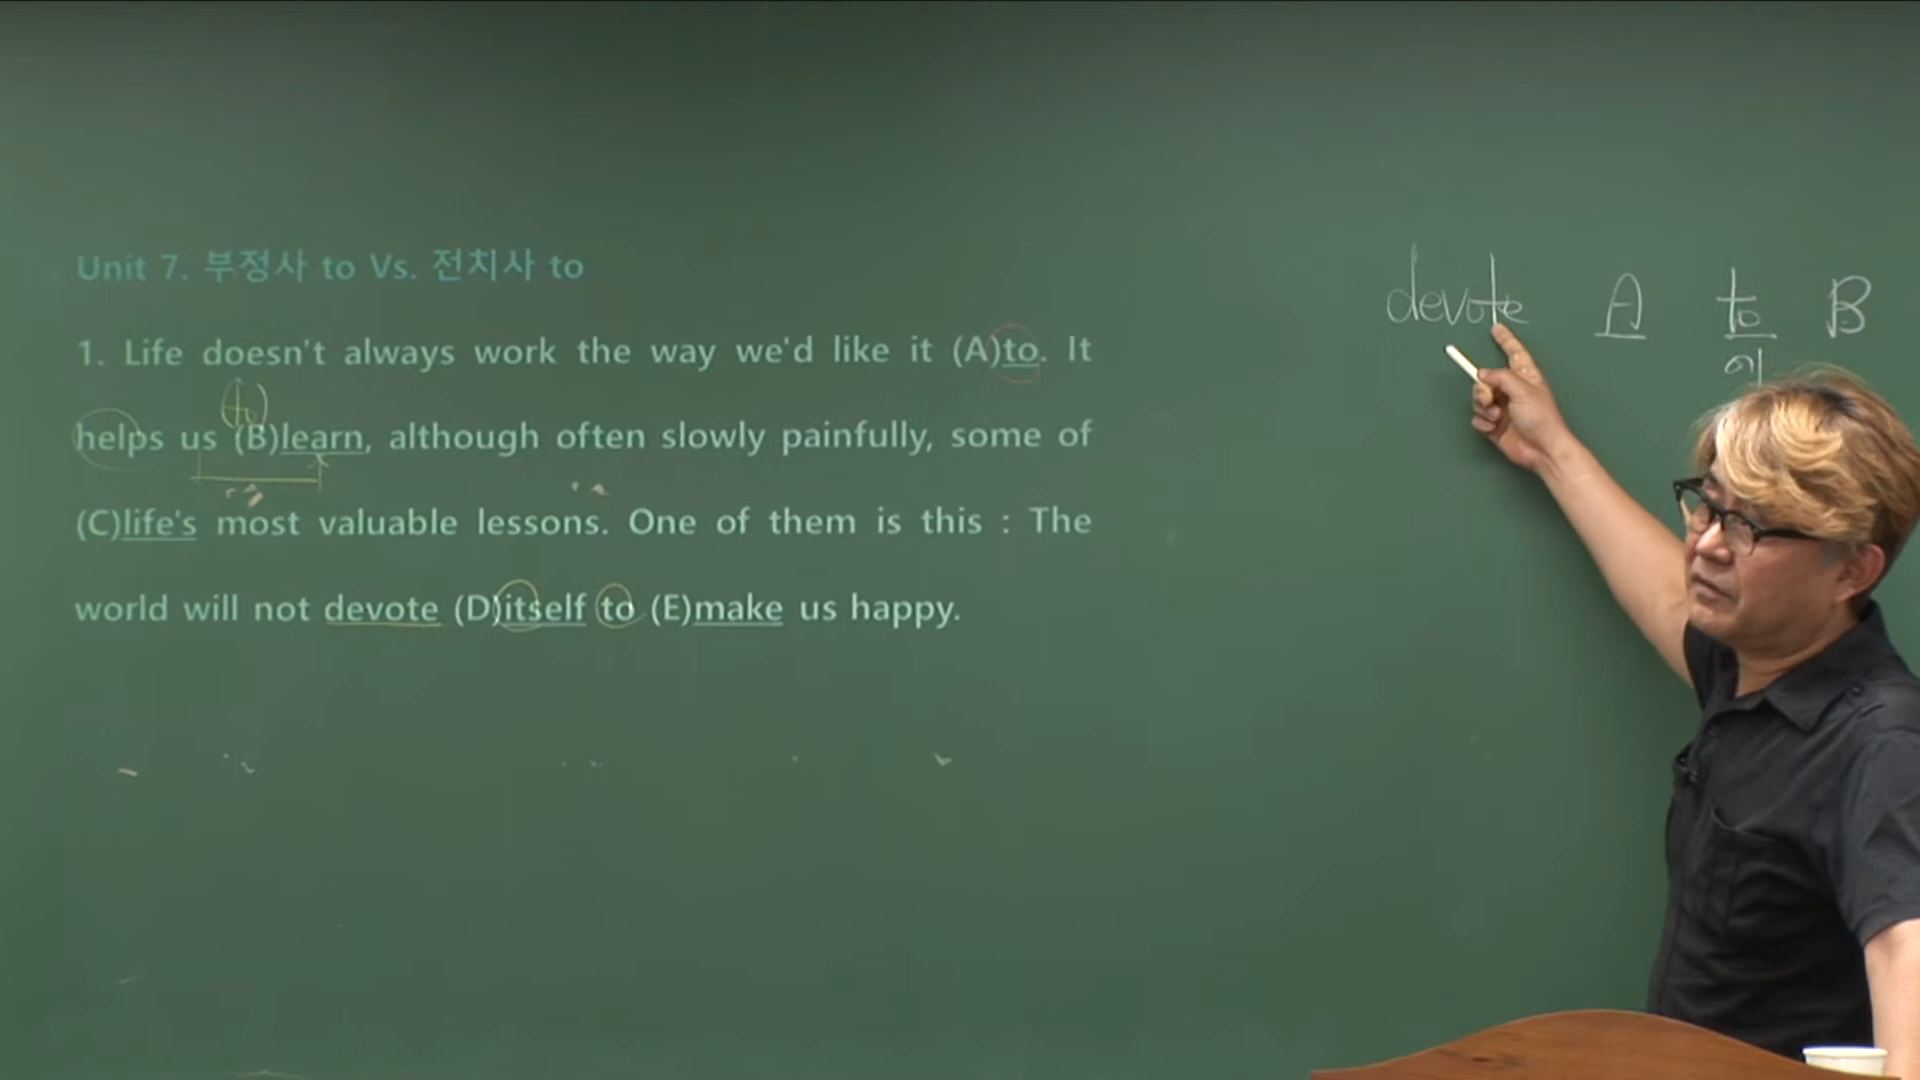 Unit 7. 부정사 to Vs. 전치사 to
1. Life doesn't always work the way we'd like it (A)to. It
(to)
helps us (B)learn, although often slowly painfully, some of
(C)life's most valuable lessons. One of them is this : The
world will not devote (D)itself to (E)make us happy.
devote A to B
에